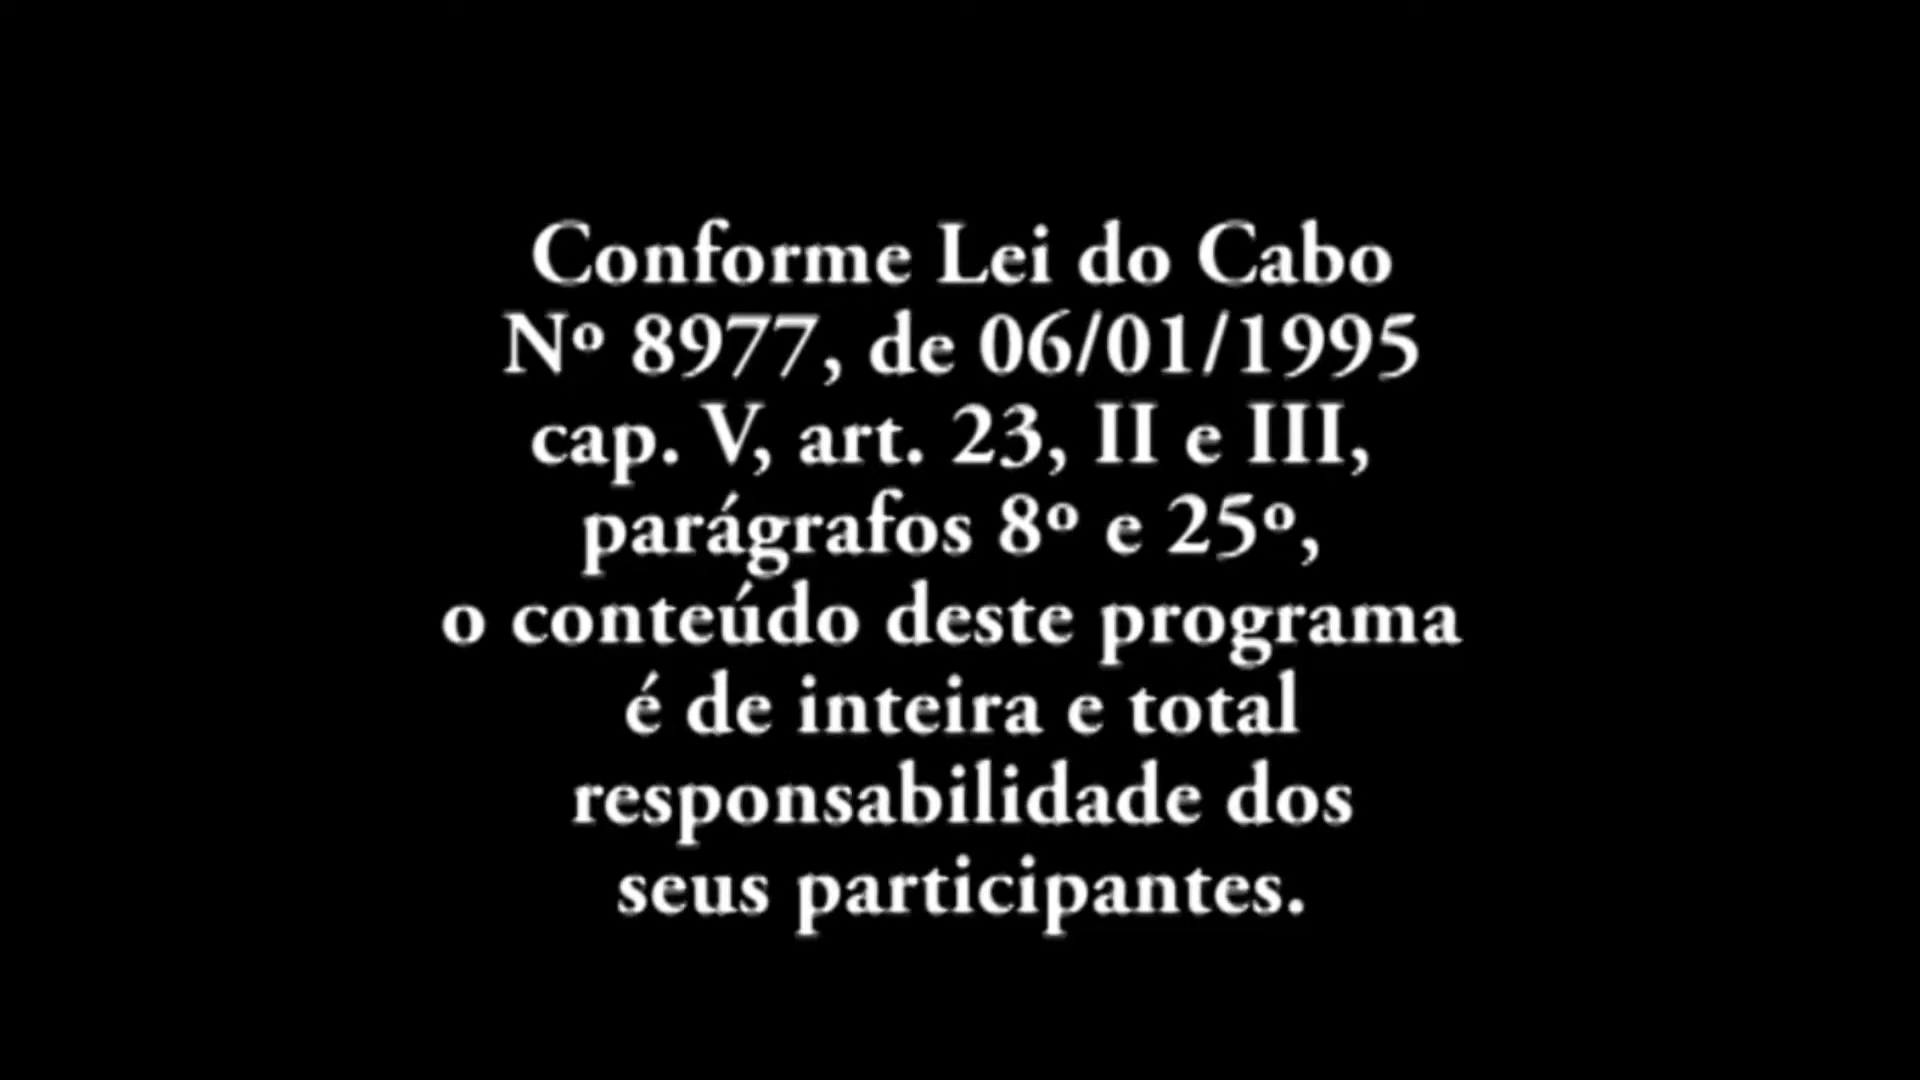 Conforme Lei do Cabo
Nº 8977, de 06/01/1995
cap. V, art. 23, II e III,
parágrafos 8º e 25º,
o conteúdo deste programa
é de inteira e total
responsabilidade dos
seus participantes.